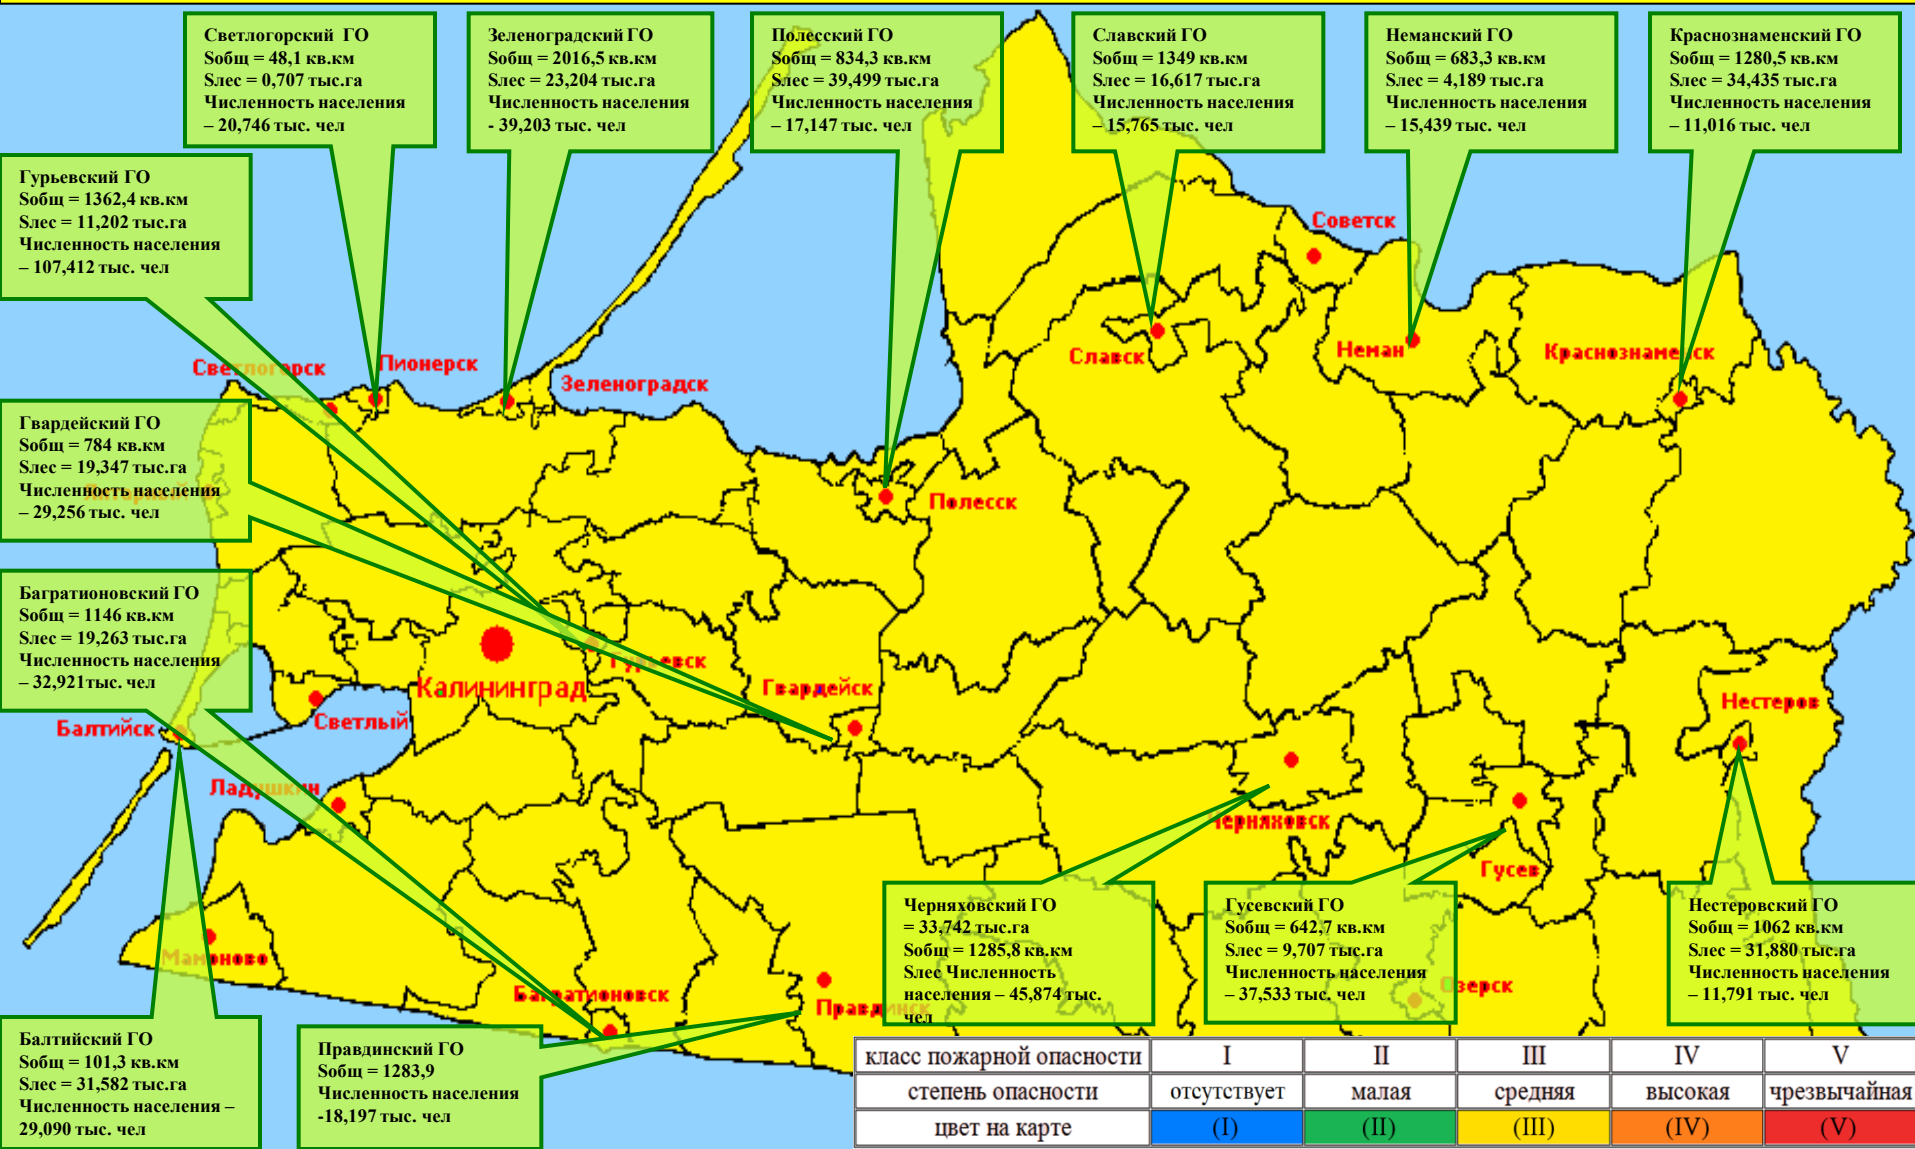 Светлогорский ГО
Sобщ = 48,1 кв.км
Sлес = 0,707 тыс.га
Численность населения
– 20,746 тыс. чел
Зеленоградский ГО
Sобщ = 2016,5 кв.км
Sлес = 23,204 тыс.га
Численность населения
- 39,203 тыс. чел
Полесский ГО
Sобщ = 834,3 кв.км
Sлес = 39,499 тыс.га
Численность населения
– 17,147 тыс. чел
Славский ГО
Sобщ = 1349 кв.км
Sлес = 16,617 тыс.га
Численность населения
– 15,765 тыс. чел
Неманский ГО
Sобщ = 683,3 кв.км
Sлес = 4,189 тыс.га
Численность населения
– 15,439 тыс. чел
Краснознаменский ГО
Sобщ = 1280,5 кв.км
Sлес = 34,435 тыс.га
Численность населения
– 11,016 тыс. чел
Гурьевский ГО
Sобщ = 1362,4 кв.км
Sлес = 11,202 тыс.га
Численность населения
– 107,412 тыс. чел
Советск
Светлогорск
Пионерск
Зеленоградск
Славск
Неман
Краснознаменск
Гвардейский ГО
Sобщ = 784 кв.км
Sлес = 19,347 тыс.га
Численность населения
– 29,256 тыс. чел
Полесск
Багратионовский ГО
Sобщ = 1146 кв.км
Sлес = 19,263 тыс.га
Численность населения
– 32,921тыс. чел
Гурьевск
Калининград
Гвардейск
Нестеров
Балтийск
Светлый
Ладушкин
Черняховск
Гусев
Мамоново
Багратионовск
Правдинск
Озерск
Черняховский ГО
= 33,742 тыс.га
Sобщ = 1285,8 кв.км
Sлес Численность
населения – 45,874 тыс.
чел
Гусевский ГО
Sобщ = 642,7 кв.км
Sлес = 9,707 тыс.га
Численность населения
– 37,533 тыс. чел
Нестеровский ГО
Sобщ = 1062 кв.км
Sлес = 31,880 тыс.га
Численность населения
– 11,791 тыс. чел
Балтийский ГО
Sобщ = 101,3 кв.км
Sлес = 31,582 тыс.га
Численность населения –
29,090 тыс. чел
Правдинский ГО
Sобщ = 1283,9
Численность населения
-18,197 тыс. чел
класс пожарной опасности I II III IV V
степень опасности отсутствует малая средняя высокая чрезвычайная
цвет на карте (I) (II) (III) (IV) (V)